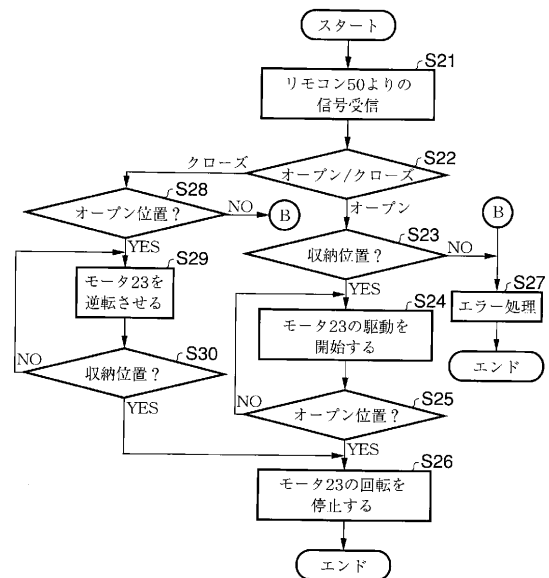 スタート
S21
リモコン50よりの
信号受信
S22
オープン/クローズ
クローズ
オープン
S28
オープン位置?
NO
B
YES
S23
収納位置?
NO
B
YES
S29
モータ23を
逆転させる
S24
モータ23の駆動を
開始する
S27
エラー処理
エンド
S30
収納位置?
NO
YES
S25
オープン位置?
NO
YES
S26
モータ23の回転を
停止する
エンド